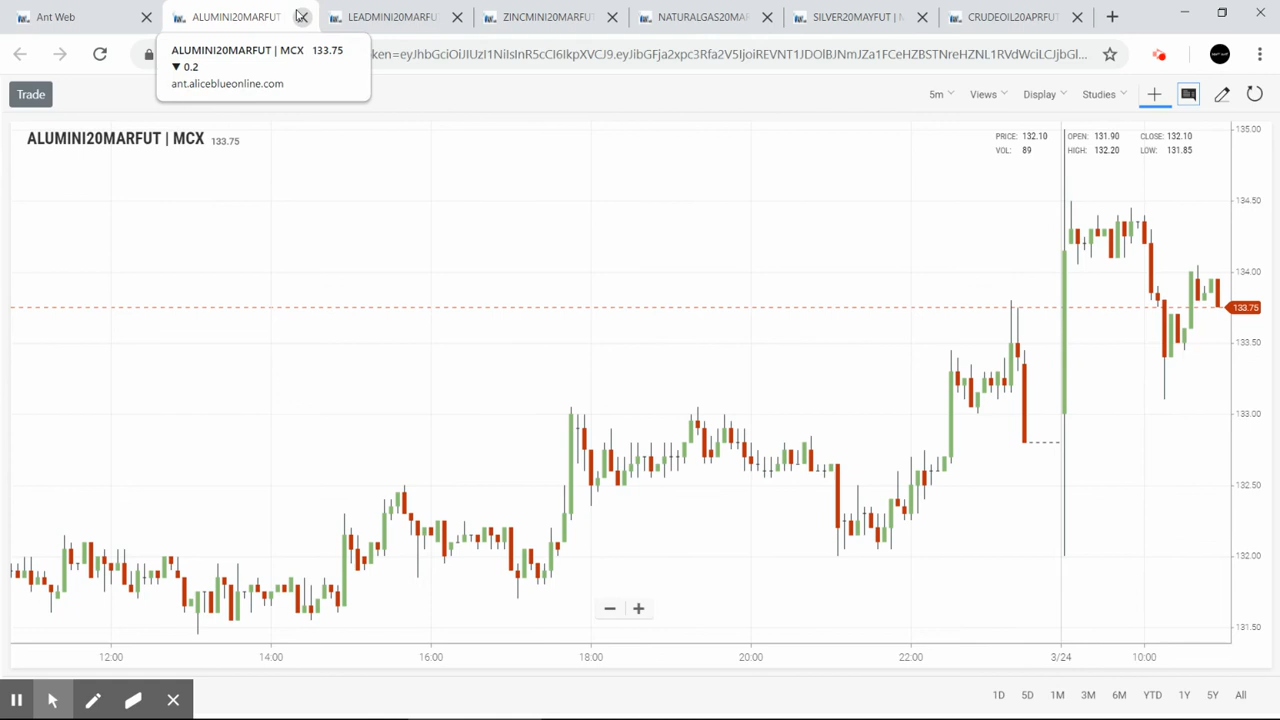 Ant Web
ALUMINI20MARFUT
LEADMINI20MARFU
ZINCMINI20MARFUT
NATURALGAS20MAR
SILVER20MAYFUT | M
CRUDEOIL20APRFUT
ALUMINI20MARFUT | MCX 133.75
▼ 0.2
ant.aliceblueonline.com
Trade
5m Views Display Studies
ALUMINI20MARFUT | MCX 133.75
PRICE: 132.10 OPEN: 131.90 CLOSE: 132.10
VOL: 89 HIGH: 132.20 LOW: 131.85
135.00
134.50
134.00
133.75
133.50
133.00
132.50
132.00
131.50
12:00 14:00 16:00 18:00 20:00 22:00 3/24 10:00
1D 5D 1M 3M 6M YTD 1Y 5Y All